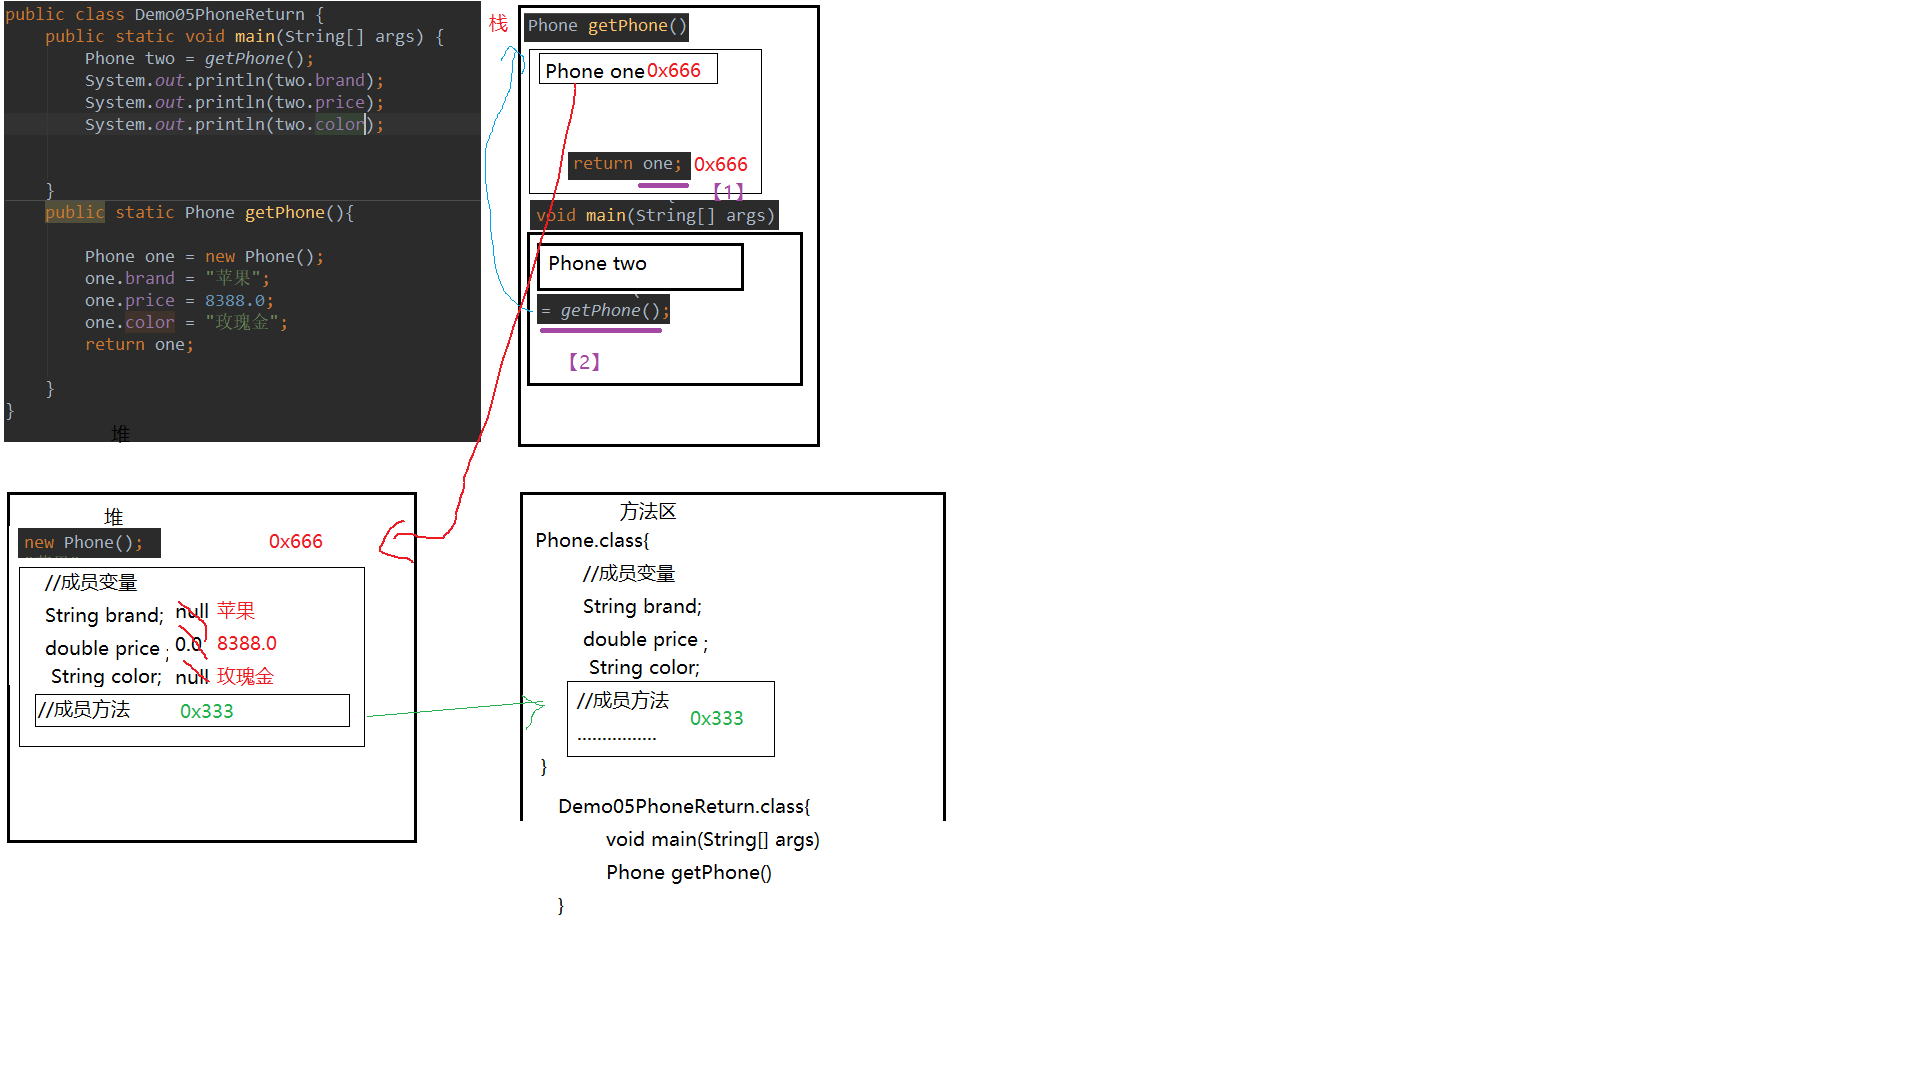 public class Demo05PhoneReturn {
public static void main(String[] args) {
Phone two = getPhone();
System.out.println(two.brand);
System.out.println(two.price);
System.out.println(two.color);
}
public static Phone getPhone(){
Phone one = new Phone();
one.brand = "苹果";
one.price = 8388.0;
one.color = "玫瑰金";
return one;
}
}
堆
栈
Phone getPhone()
Phone one 0x666
return one; 0x666
【1】
void main(String[] args)
Phone two
= getPhone();
【2】
堆
new Phone(); 0x666
//成员变量
String brand; null 苹果
double price ; 0.0 8388.0
String color; null 玫瑰金
//成员方法 0x333
方法区
Phone.class{
//成员变量
String brand;
double price ;
String color;
//成员方法
0x333
................
}
Demo05PhoneReturn.class{
void main(String[] args)
Phone getPhone()
}